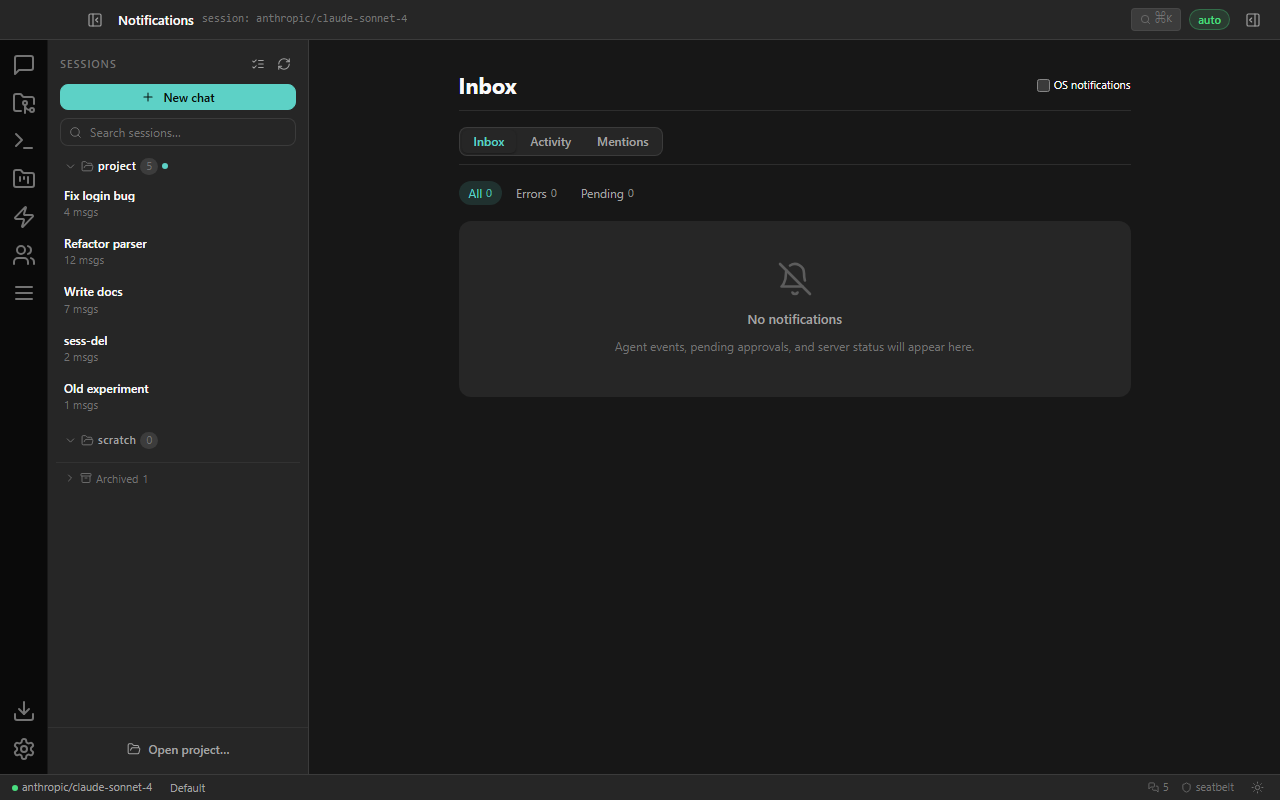 Notifications session: anthropic/claude-sonnet-4
⌘K
auto
SESSIONS
New chat
Search sessions...
project 5
Fix login bug
4 msgs
Refactor parser
12 msgs
Write docs
7 msgs
sess-del
2 msgs
Old experiment
1 msgs
scratch 0
Archived 1
Open project...
Inbox
OS notifications
Inbox Activity Mentions
All 0 Errors 0 Pending 0
No notifications
Agent events, pending approvals, and server status will appear here.
anthropic/claude-sonnet-4 Default
5 seatbelt